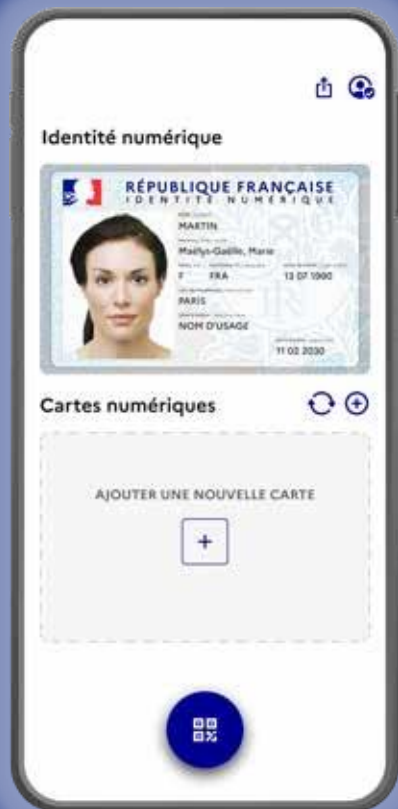 Identité numérique
RÉPUBLIQUE FRANÇAISE
IDENTITÉ NUMÉRIQUE
MARTIN
Maëlys-Gaëlle, Marie
F FRA 13 07 1990
PARIS
NOM D'USAGE
11 02 2030
Cartes numériques
AJOUTER UNE NOUVELLE CARTE